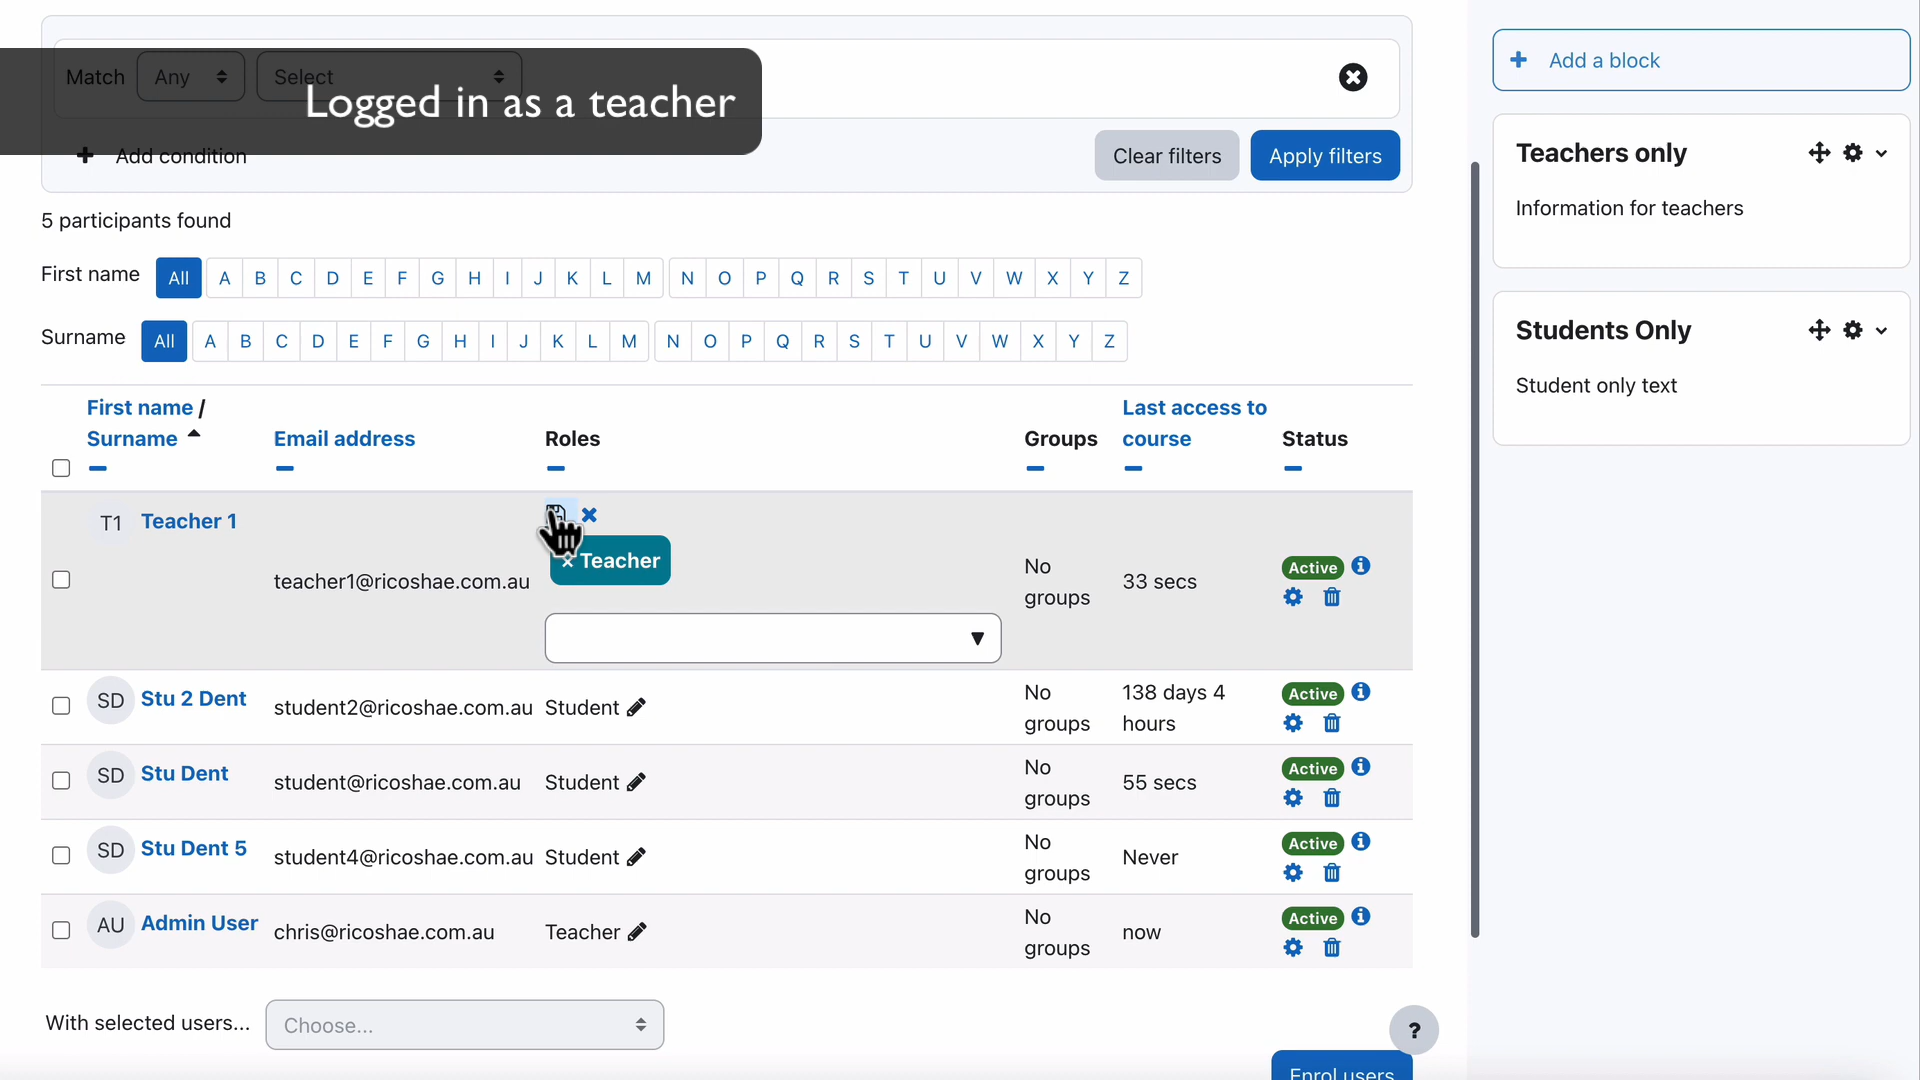 Match Any Select
Logged in as a teacher
Add condition
Clear filters
Apply filters
5 participants found
First name All A B C D E F G H I J K L M N O P Q R S T U V W X Y Z
Surname All A B C D E F G H I J K L M N O P Q R S T U V W X Y Z
First name / Surname
Email address
Roles
Groups
Last access to course
Status
T1 Teacher 1
teacher1@ricoshae.com.au
× Teacher
No groups
33 secs
Active
SD Stu 2 Dent
student2@ricoshae.com.au
Student
No groups
138 days 4 hours
Active
SD Stu Dent
student@ricoshae.com.au
Student
No groups
55 secs
Active
SD Stu Dent 5
student4@ricoshae.com.au
Student
No groups
Never
Active
AU Admin User
chris@ricoshae.com.au
Teacher
No groups
now
Active
With selected users... Choose...
?
Enrol users
Add a block
Teachers only
Information for teachers
Students Only
Student only text